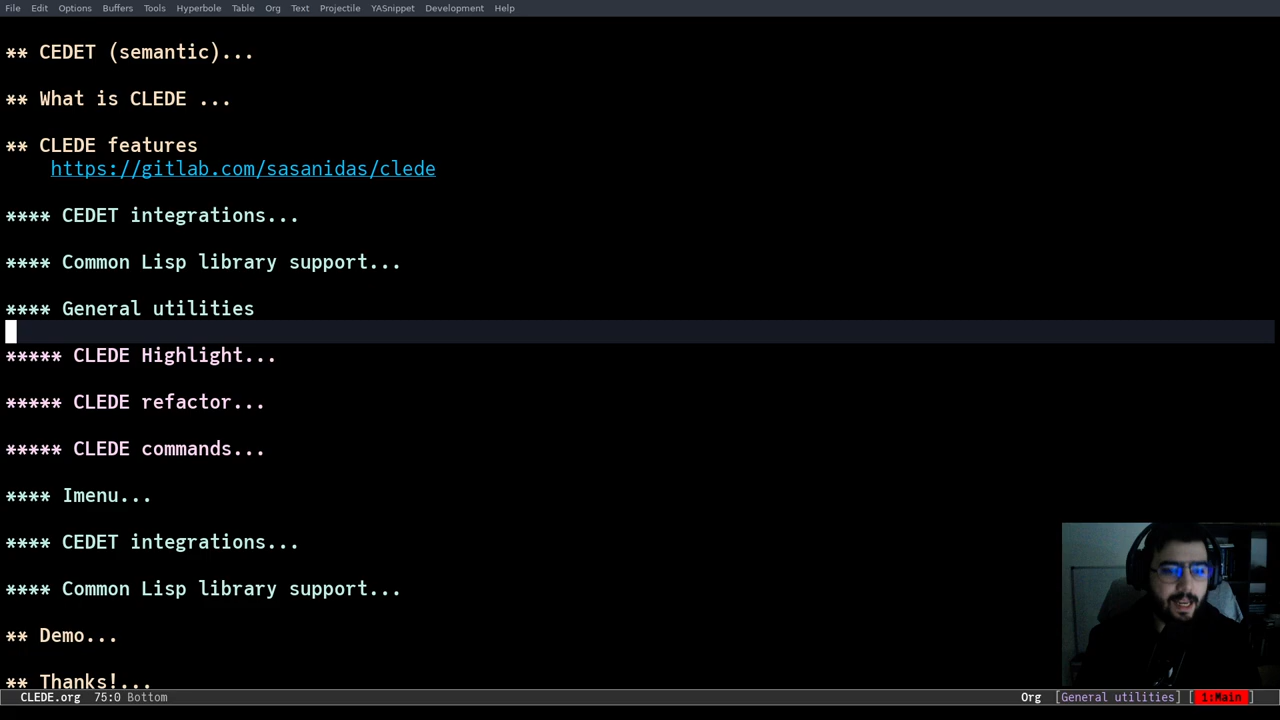 File Edit Options Buffers Tools Hyperbole Table Org Text Projectile YASnippet Development Help
** CEDET (semantic)...
** What is CLEDE ...
** CLEDE features
https://gitlab.com/sasanidas/clede
**** CEDET integrations...
**** Common Lisp library support...
**** General utilities
***** CLEDE Highlight...
***** CLEDE refactor...
***** CLEDE commands...
**** Imenu...
**** CEDET integrations...
**** Common Lisp library support...
** Demo...
** Thanks!...
CLEDE.org 75:0 Bottom Org [General utilities] [ 1:Main ]